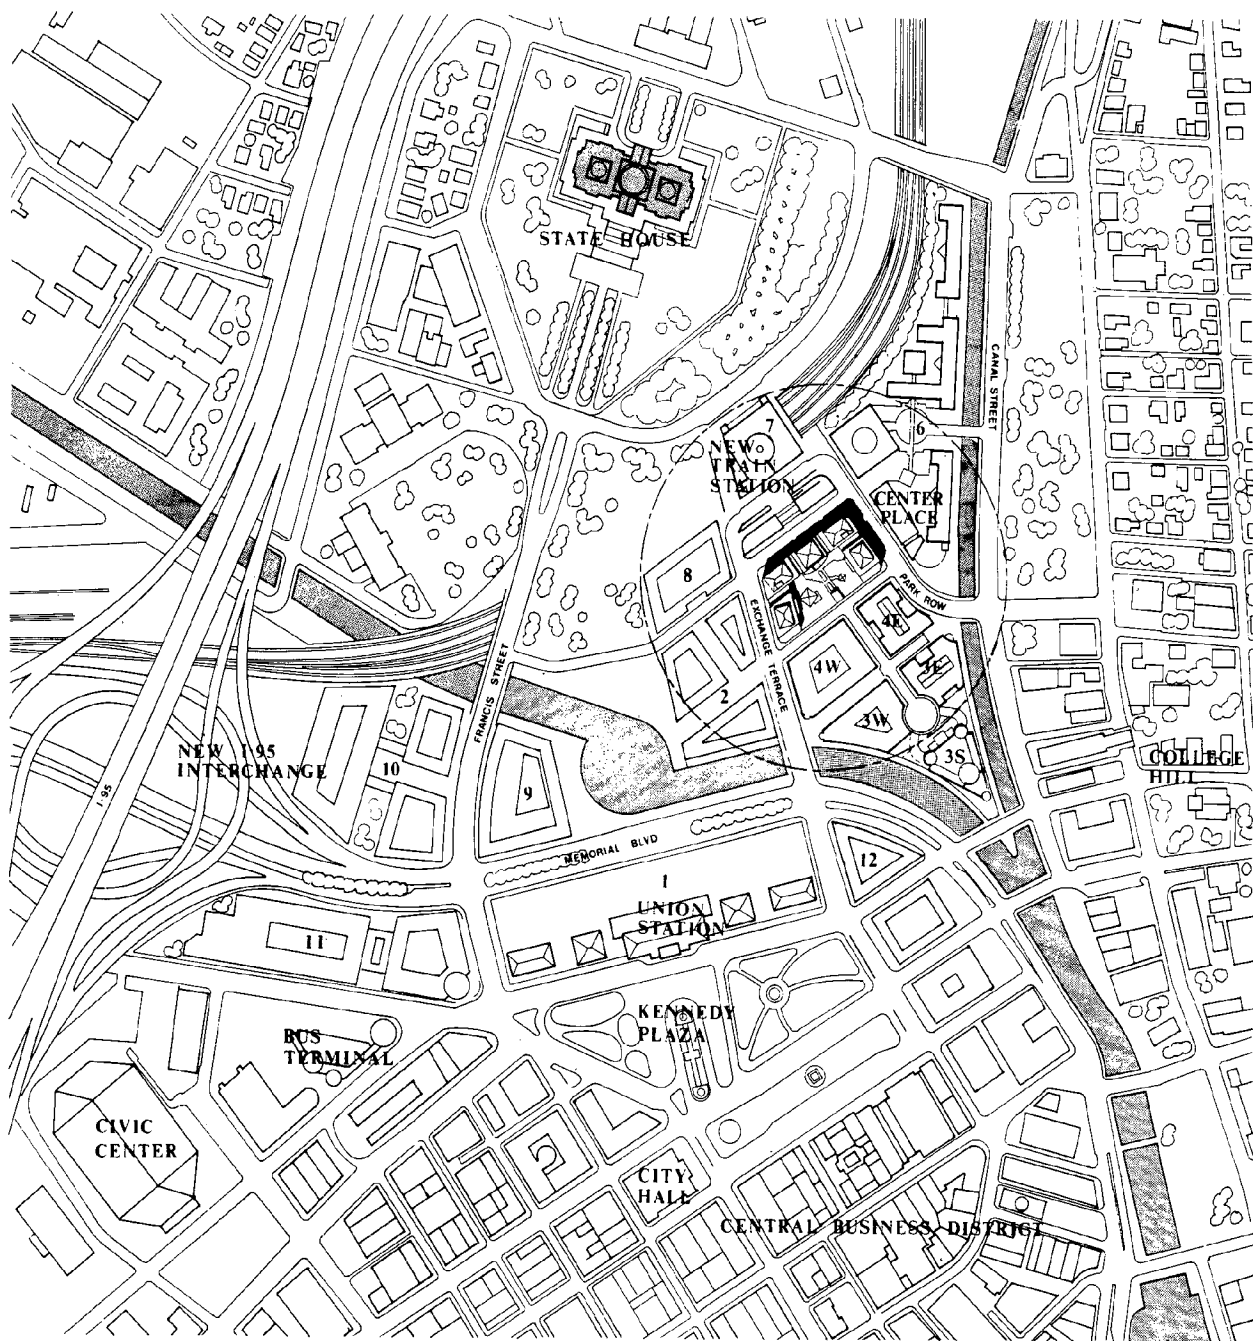 STATE HOUSE
CANAL STREET
7
6
NEW
TRAIN
STATION
CENTER
PLACE
8
PARK ROW
4E
EXCHANGE TERRACE
4W
3E
FRANCIS STREET
2
3W
3S
NEW I-95
INTERCHANGE
10
COLLEGE
HILL
I-95
9
MEMORIAL BLVD
12
1
UNION
STATION
11
KENNEDY
PLAZA
BUS
TERMINAL
CIVIC
CENTER
CITY
HALL
CENTRAL BUSINESS DISTRICT